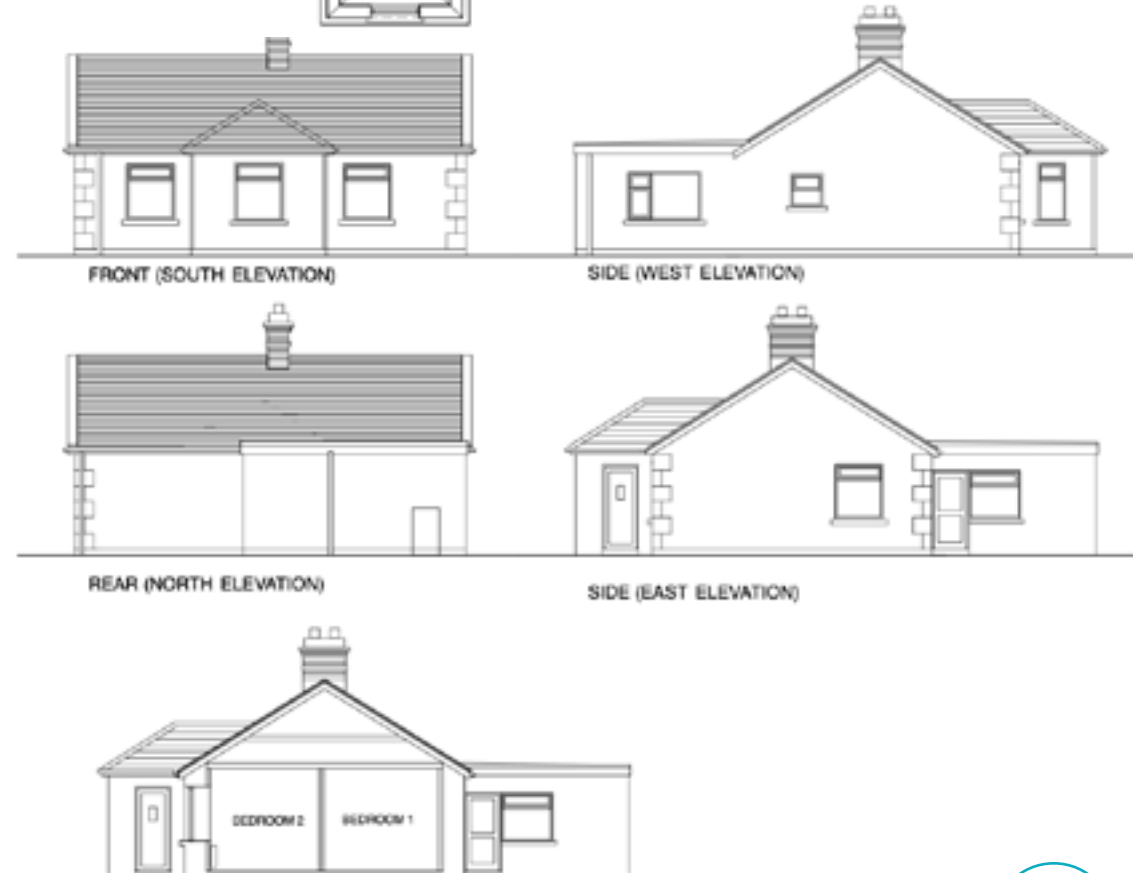 FRONT (SOUTH ELEVATION)
SIDE (WEST ELEVATION)
REAR (NORTH ELEVATION)
SIDE (EAST ELEVATION)
BEDROOM 2
BEDROOM 1